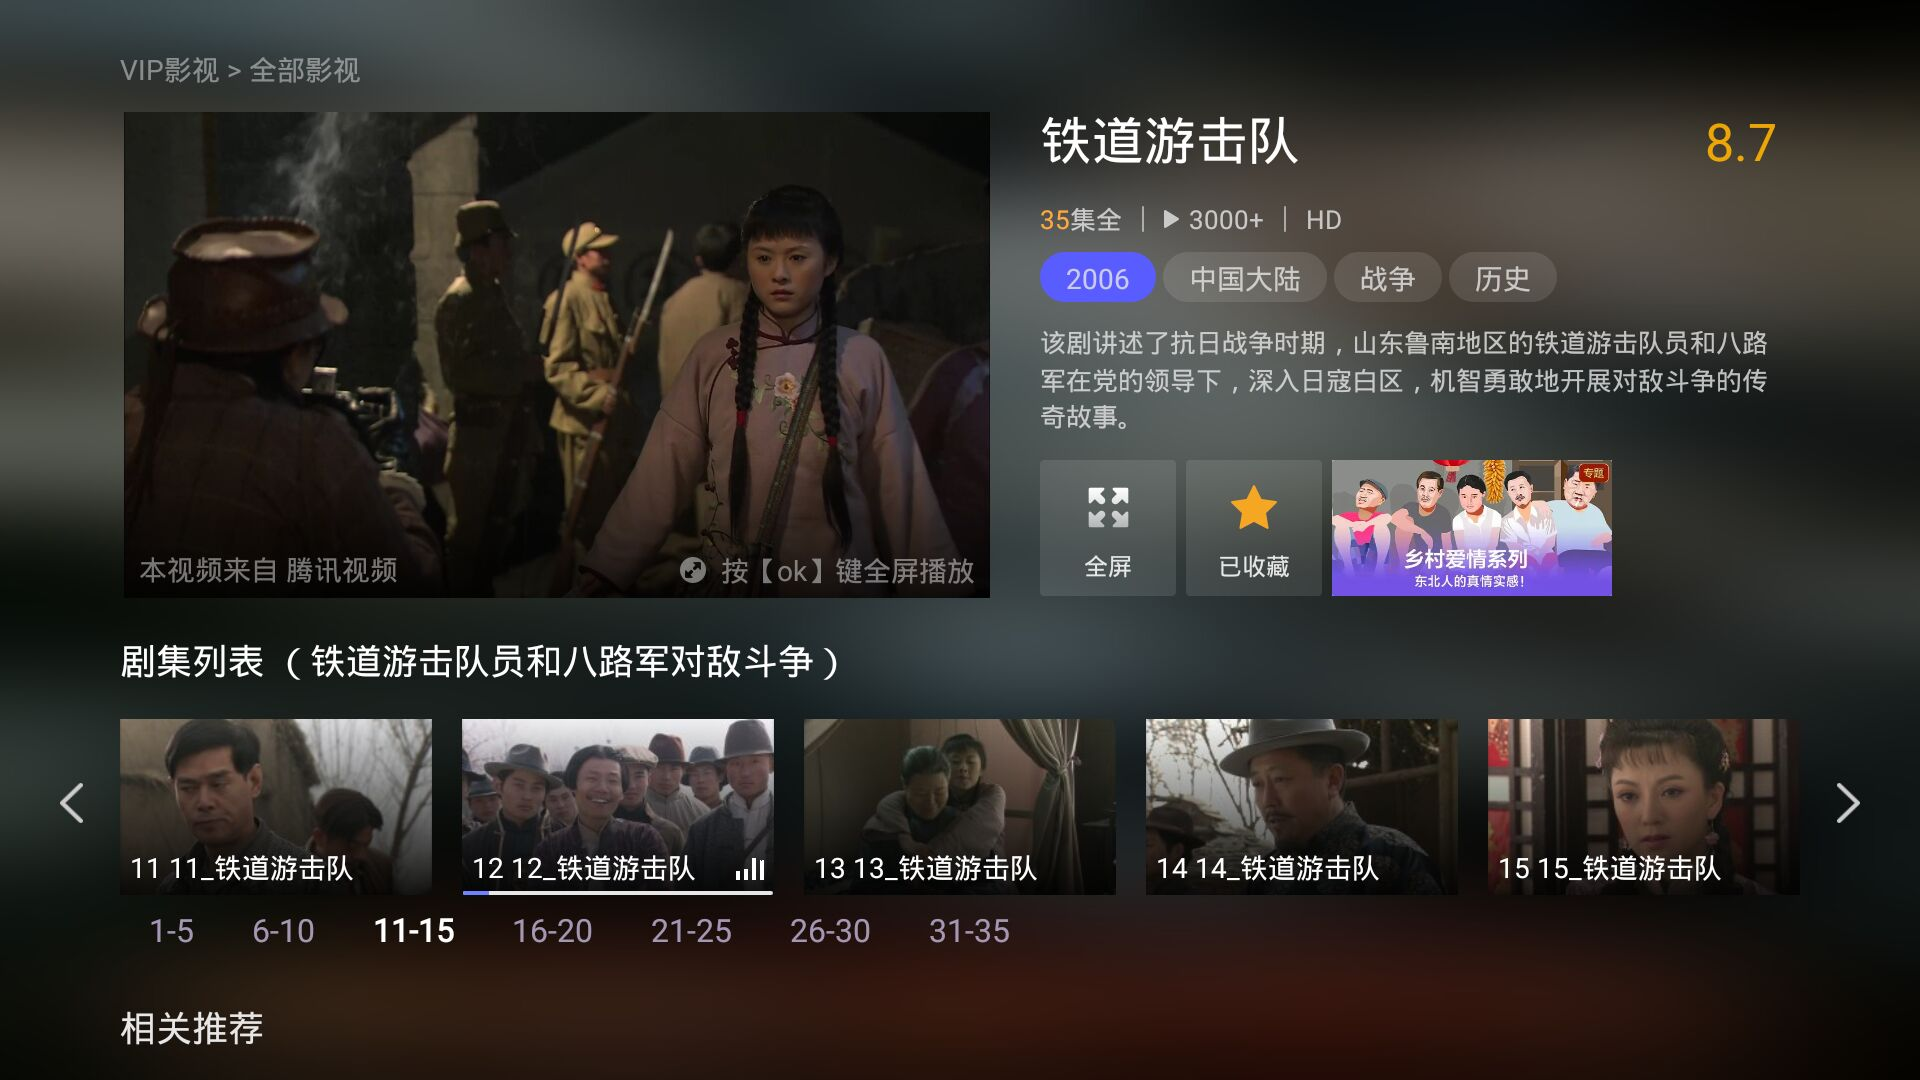 VIP影视 > 全部影视
铁道游击队
8.7
35集全 | 3000+ | HD
2006 中国大陆 战争 历史
该剧讲述了抗日战争时期，山东鲁南地区的铁道游击队员和八路
军在党的领导下，深入日寇白区，机智勇敢地开展对敌斗争的传
奇故事。
本视频来自 腾讯视频
按【ok】键全屏播放
全屏
已收藏
专题
乡村爱情系列
东北人的真情实感！
剧集列表 （铁道游击队员和八路军对敌斗争）
11 11_铁道游击队
12 12_铁道游击队
13 13_铁道游击队
14 14_铁道游击队
15 15_铁道游击队
1-5 6-10 11-15 16-20 21-25 26-30 31-35
相关推荐